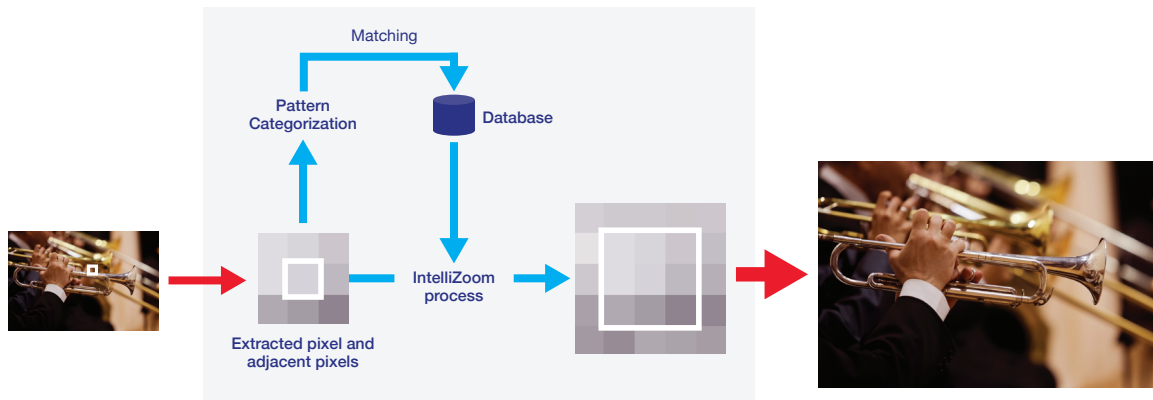 Matching
Pattern
Categorization
Database
IntelliZoom
process
Extracted pixel and
adjacent pixels